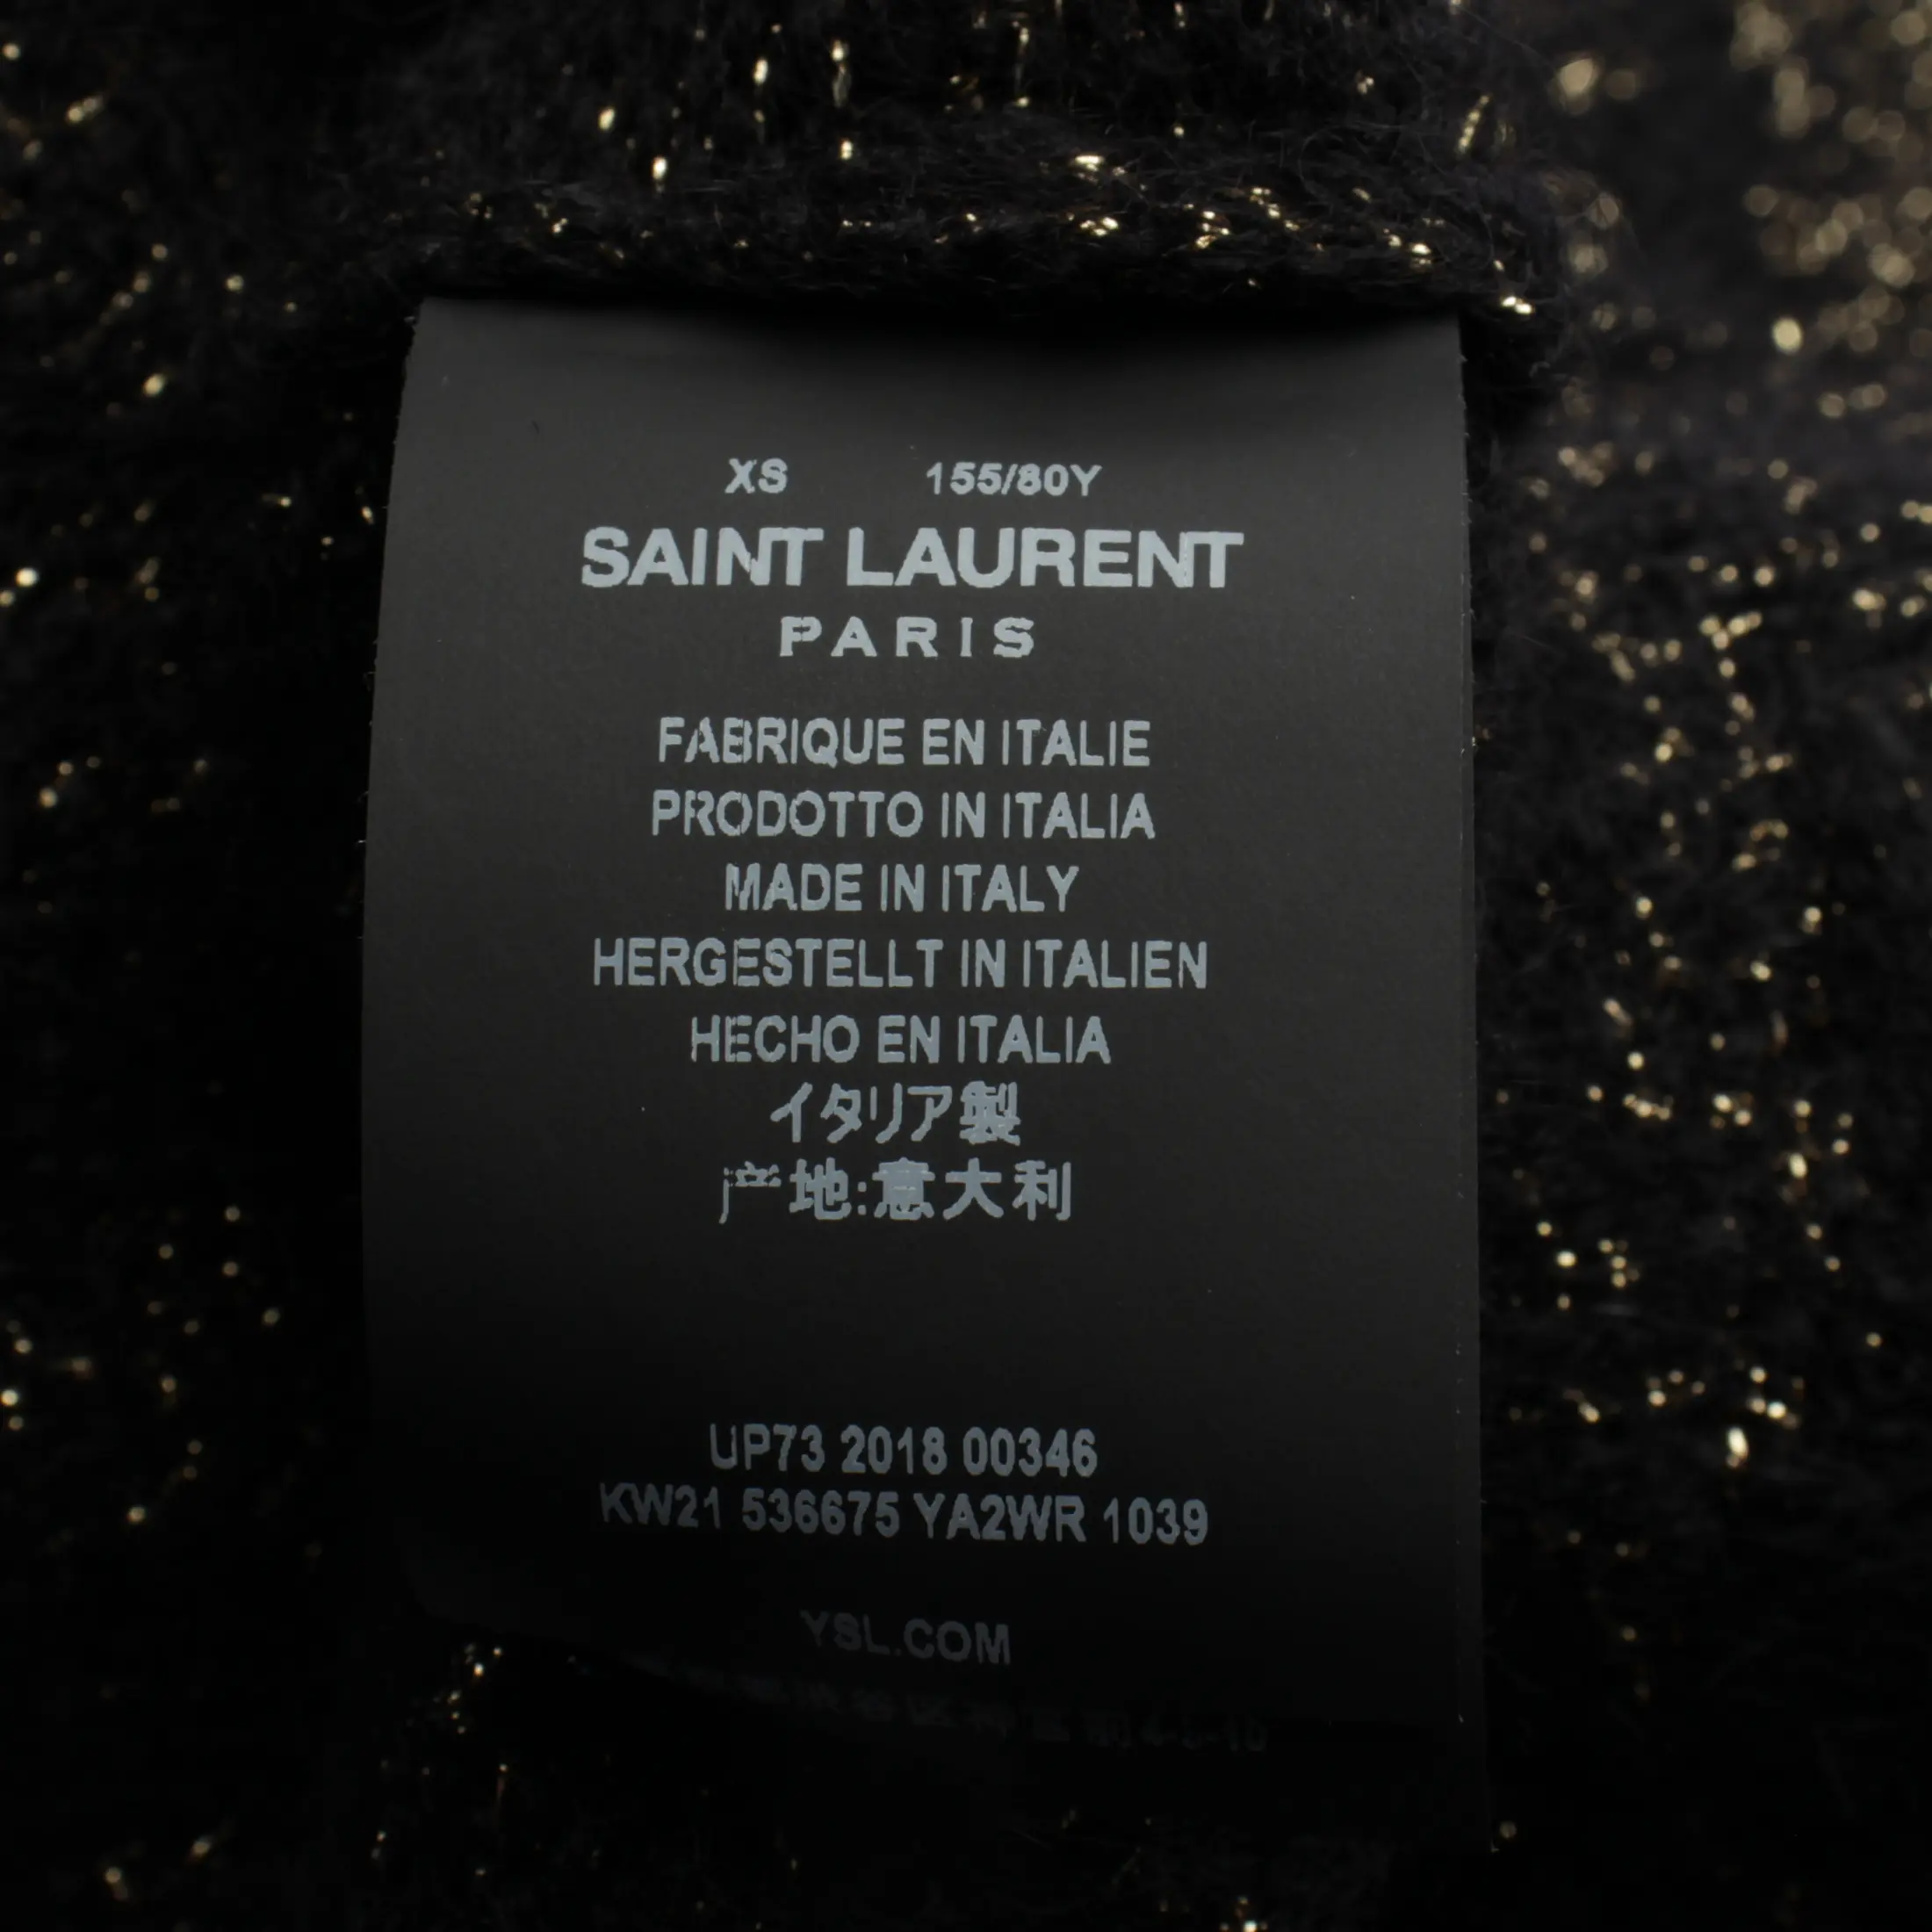 XS 155/80Y
SAINT LAURENT
PARIS
FABRIQUE EN ITALIE
PRODOTTO IN ITALIA
MADE IN ITALY
HERGESTELLT IN ITALIEN
HECHO EN ITALIA
イタリア製
产地:意大利
UP73 2018 00346
KW21 536675 YA2WR 1039
YSL.COM